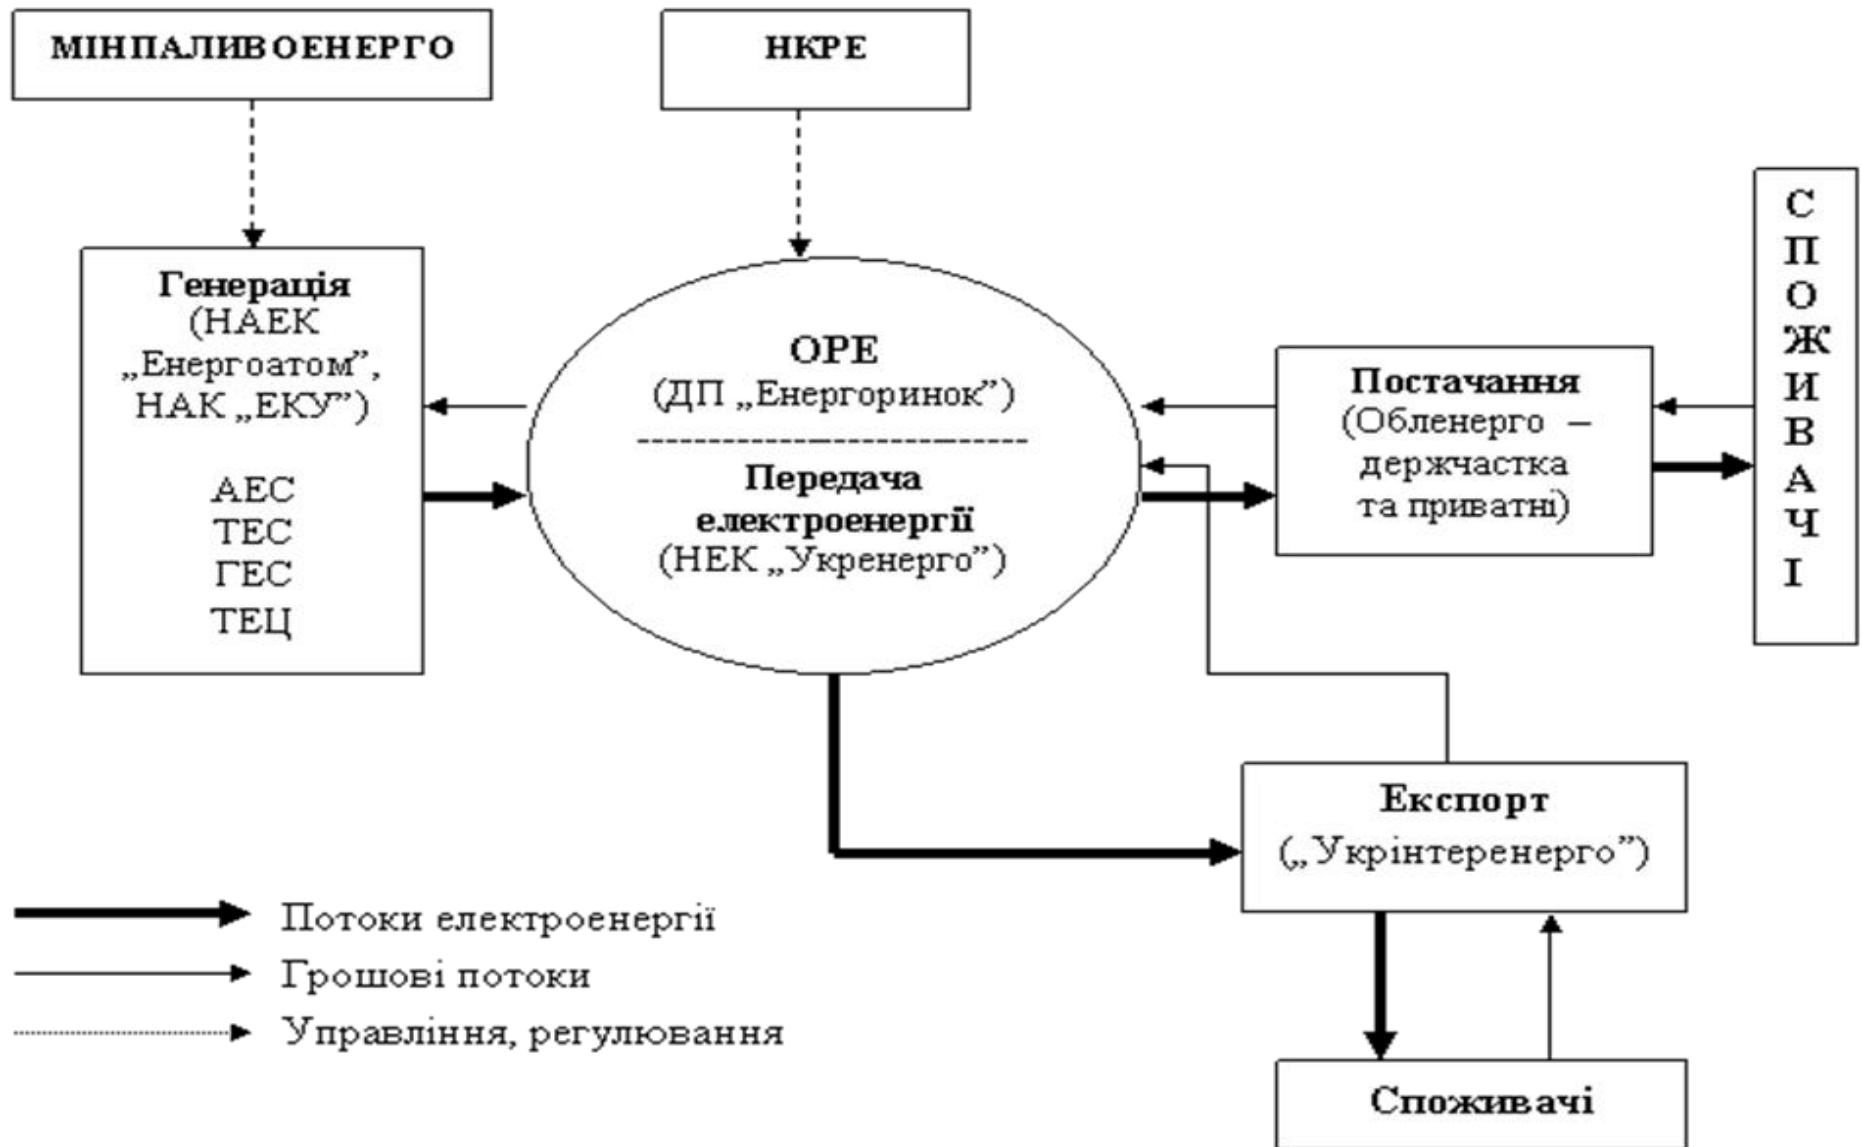 МІНПАЛИВОЕНЕРГО
НКРЕ
Генерація
(НАЕК
„Енергоатом”,
НАК „ЕКУ”)
АЕС
ТЕС
ГЕС
ТЕЦ
ОРЕ
(ДП „Енергоринок”)
Передача
електроенергії
(НЕК „Укренерго”)
Постачання
(Обленерго –
держчастка
та приватні)
С
П
О
Ж
И
В
А
Ч
І
Експорт
(„Укрінтеренерго”)
Споживачі
Потоки електроенергії
Грошові потоки
Управління, регулювання